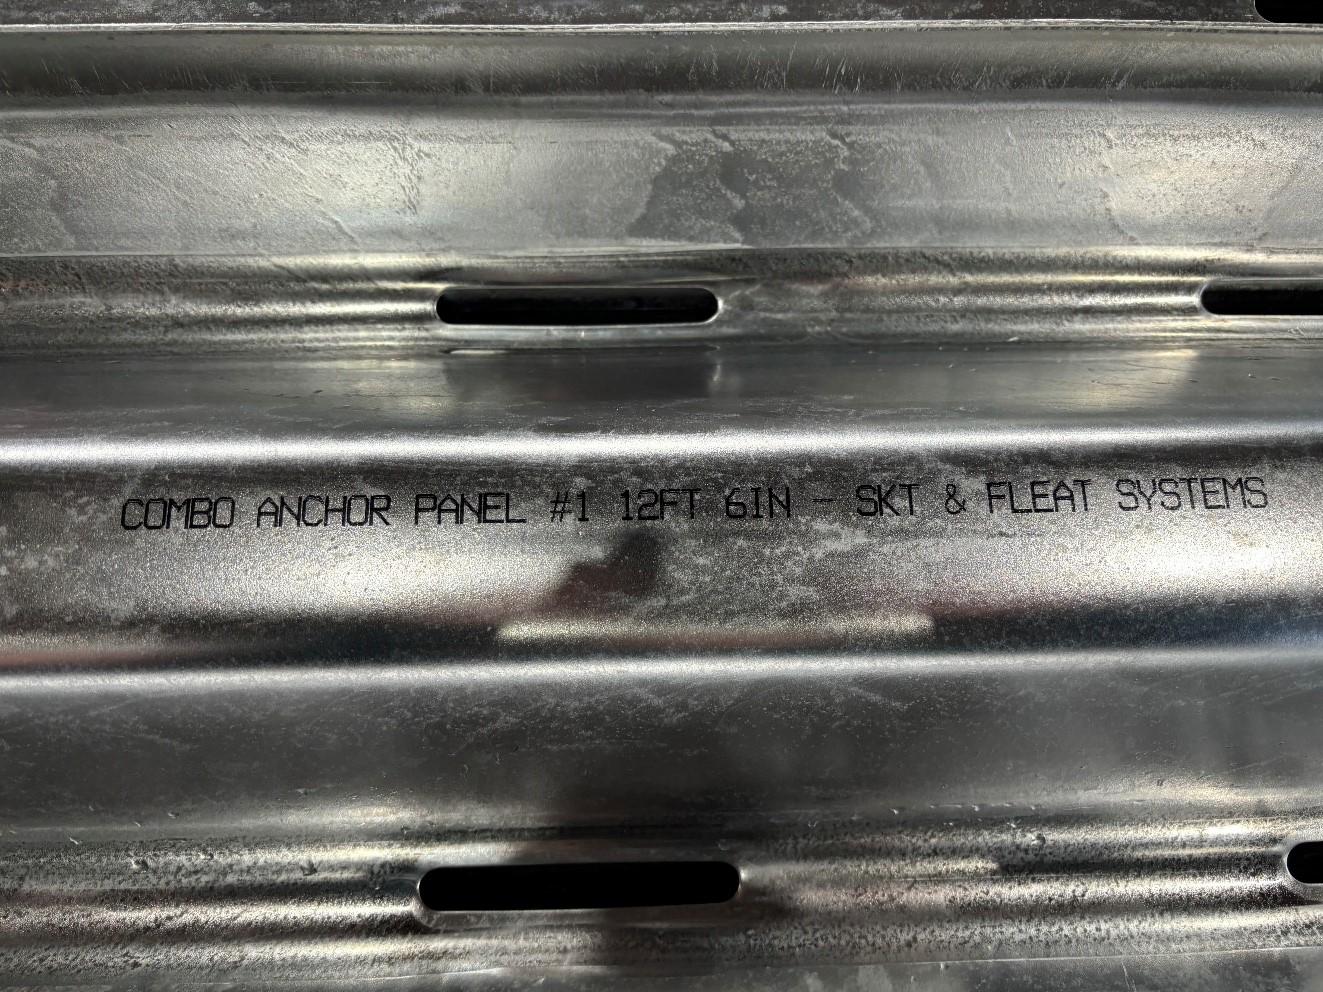 COMBO ANCHOR PANEL #1 12FT 6IN - SKT & FLEAT SYSTEMS